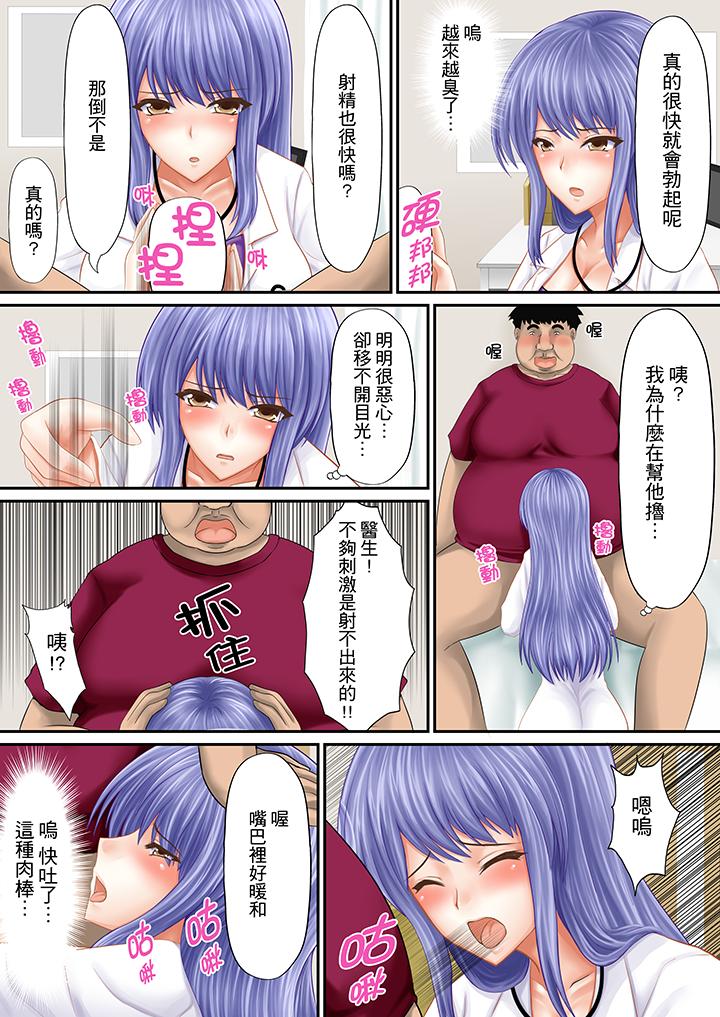 真的很快就會勃起呢
嗚
越來越臭了…
硬
邦
邦
射精也很快嗎？
那倒不是
真的嗎？
咻
捏
捏
咻
咦？
我為什麼在幫他擼…
喔
喔
擼動
擼動
明明很惡心…
卻移不開目光…
擼動
擼動
擼動
醫生！
不夠刺激是射不出來的!!
抓住
咦!?
嗯嗚
咕啾
喔
嘴巴裡好暖和
嗚 快吐了…
這種肉棒…
咕啾
咕啾